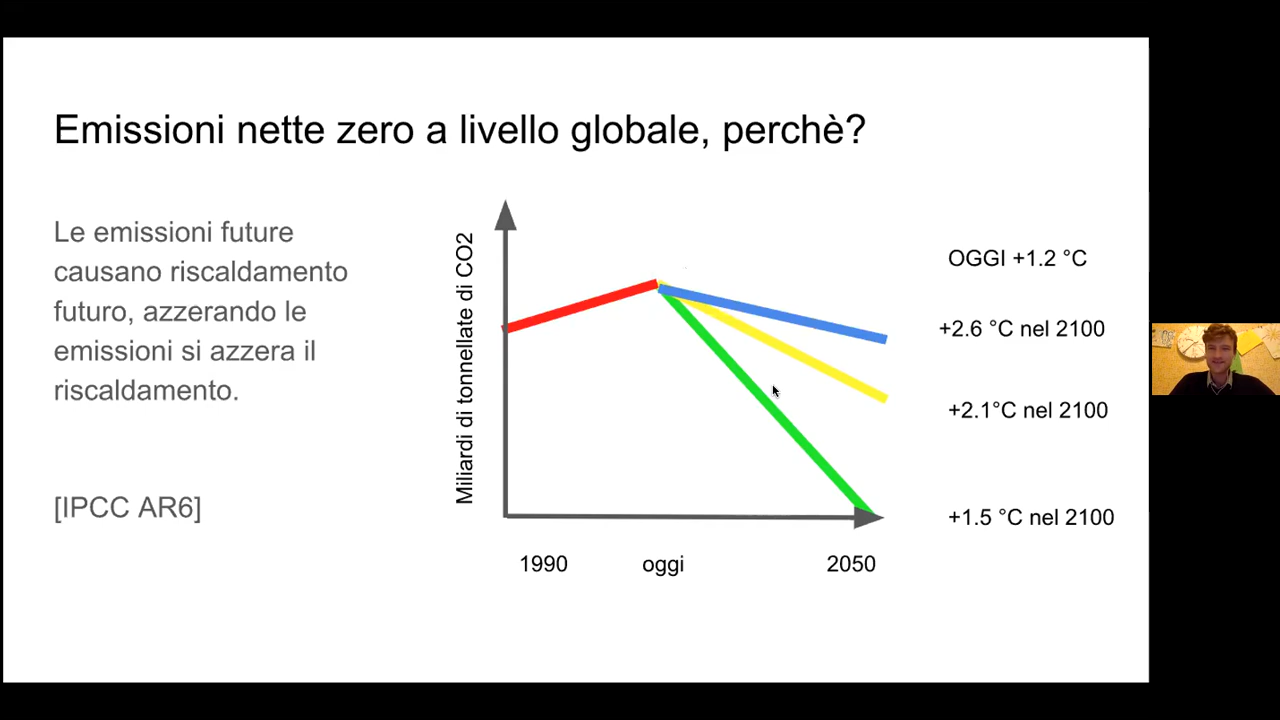 Emissioni nette zero a livello globale, perchè?
Le emissioni future
causano riscaldamento
futuro, azzerando le
emissioni si azzera il
riscaldamento.
[IPCC AR6]
Miliardi di tonnellate di CO2
OGGI +1.2 °C
+2.6 °C nel 2100
+2.1°C nel 2100
+1.5 °C nel 2100
1990
oggi
2050